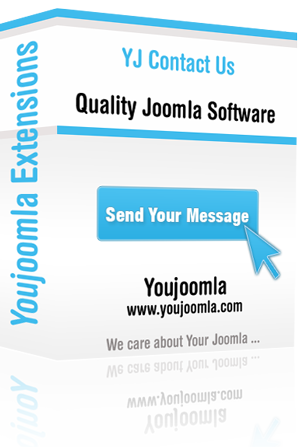 Youjoomla Extensions
YJ Contact Us
Quality Joomla Software
Send Your Message
Youjoomla
www.youjoomla.com
We care about Your Joomla ...